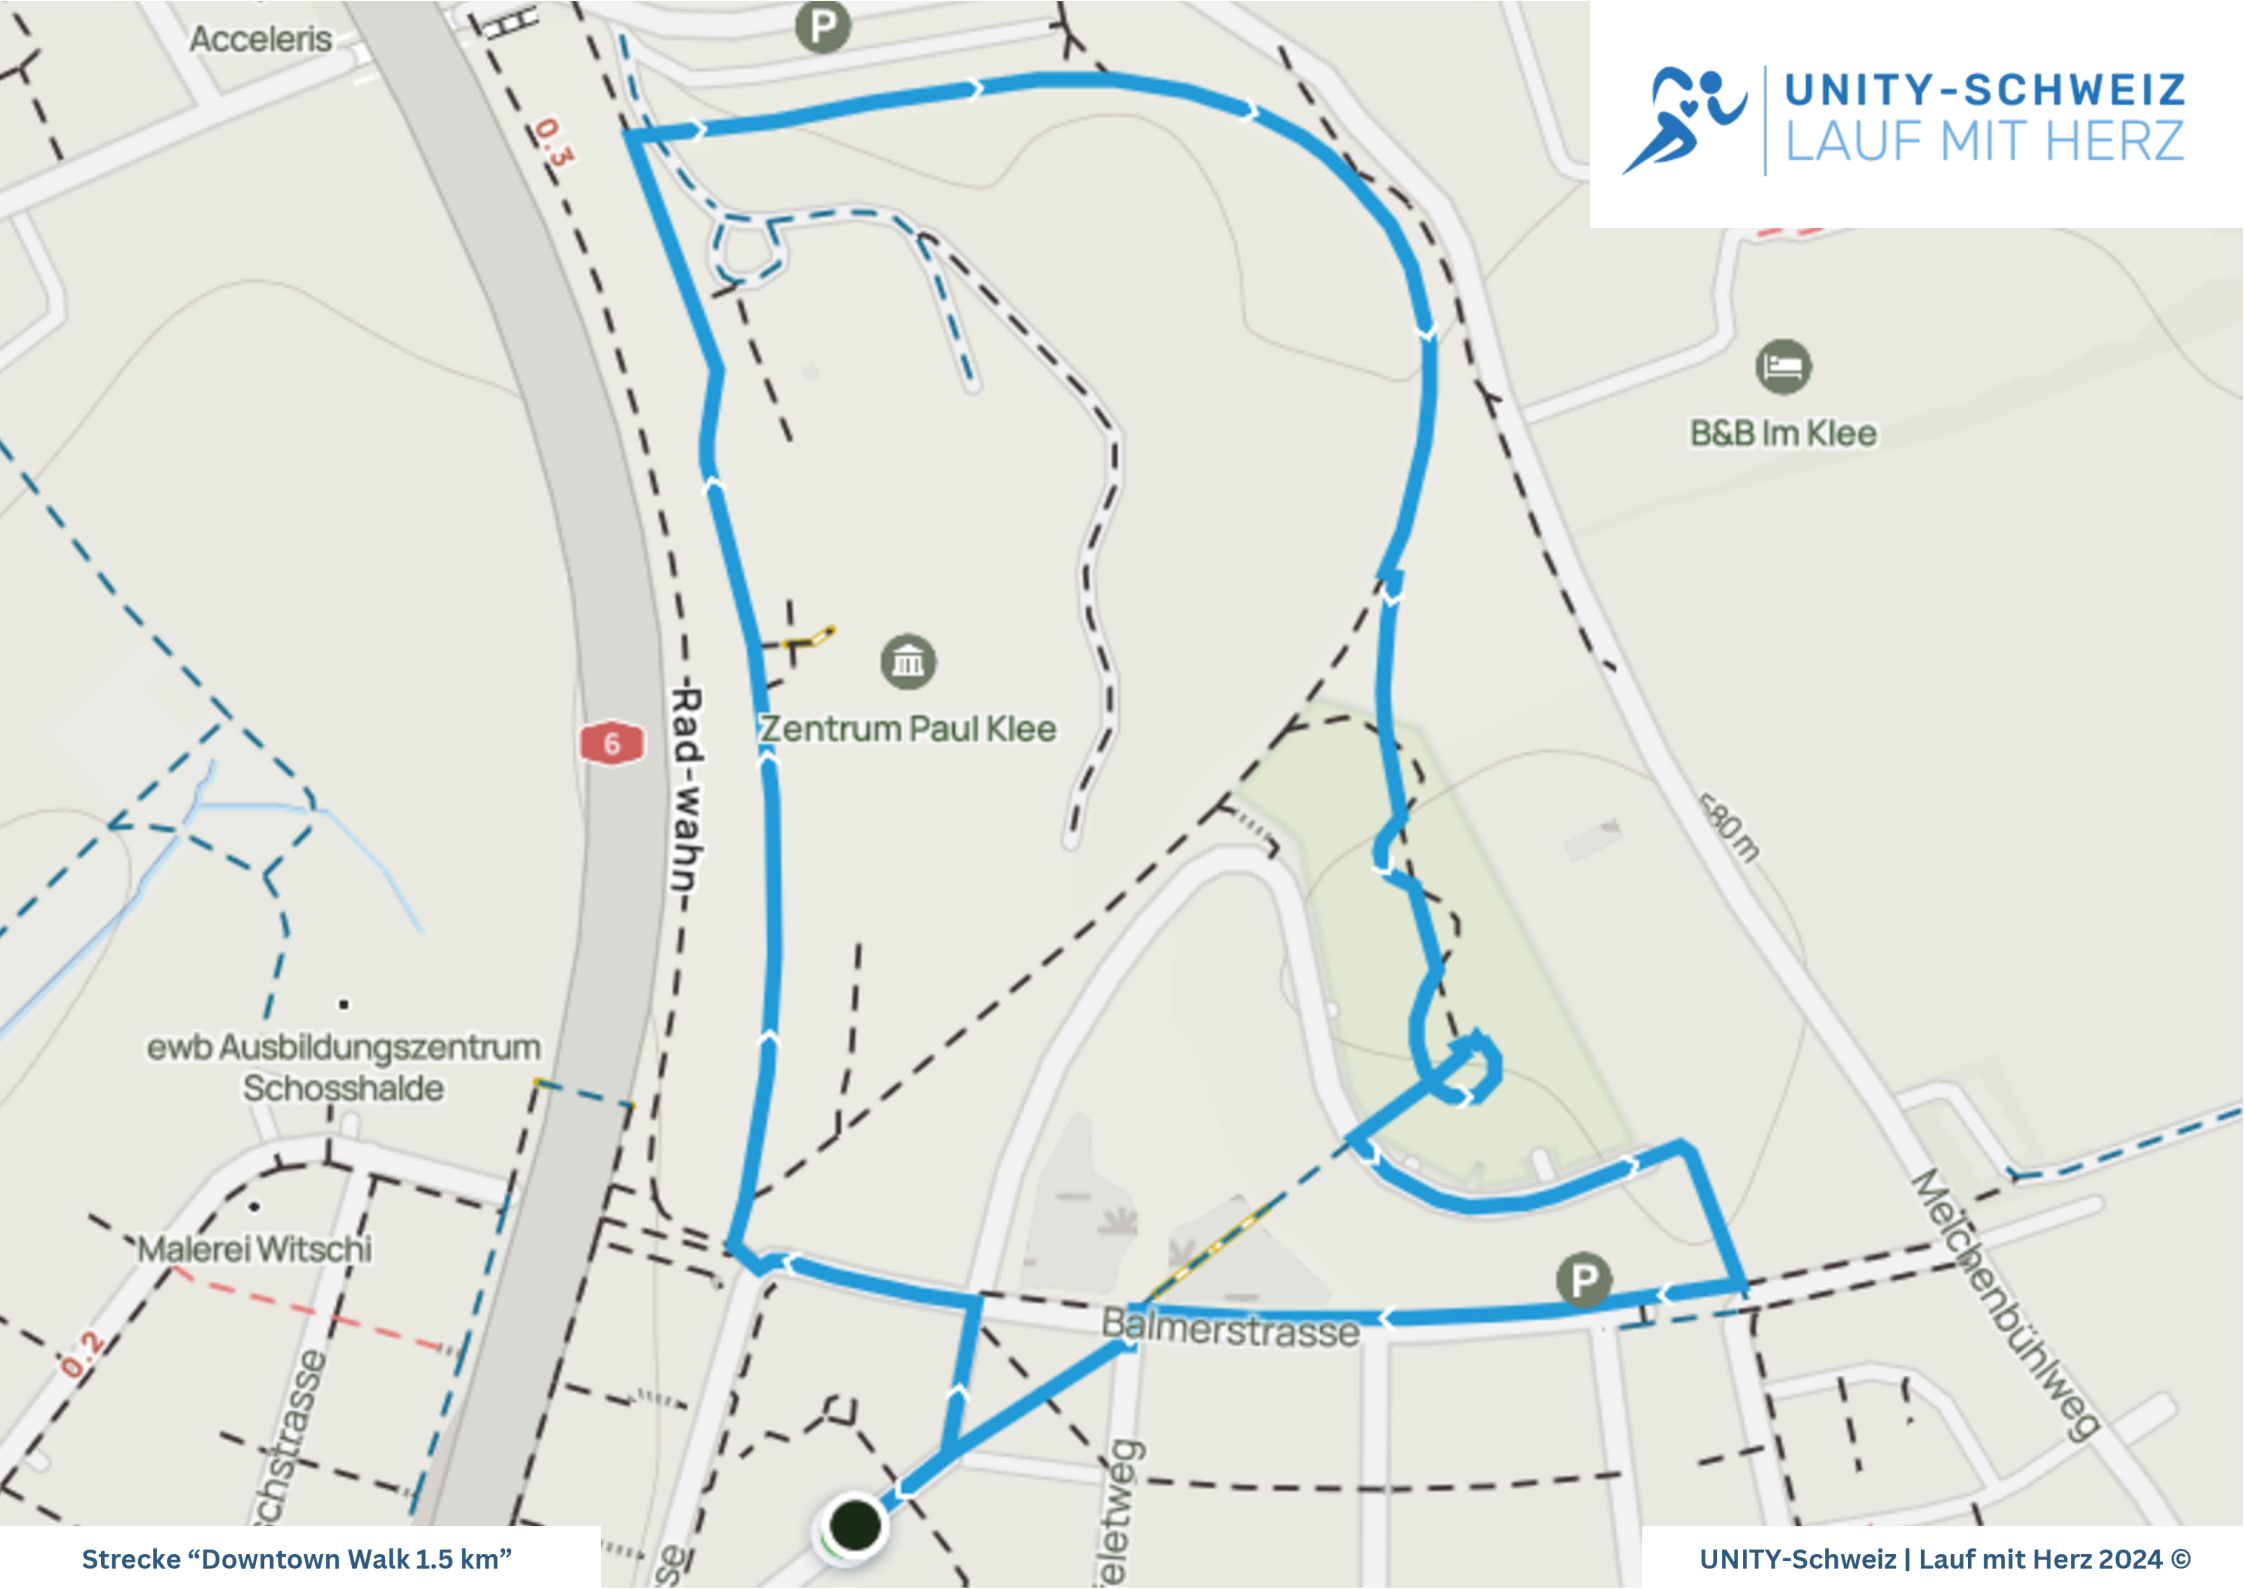 Acceleris
P
UNITY-SCHWEIZ
LAUF MIT HERZ
0.3
B&B Im Klee
Zentrum Paul Klee
6
Rad-wahn
580 m
ewb Ausbildungszentrum
Schosshalde
Malerei Witschi
P
Balmerstrasse
Melchenbühlweg
0.2
Strecke “Downtown Walk 1.5 km”
UNITY-Schweiz | Lauf mit Herz 2024 ©